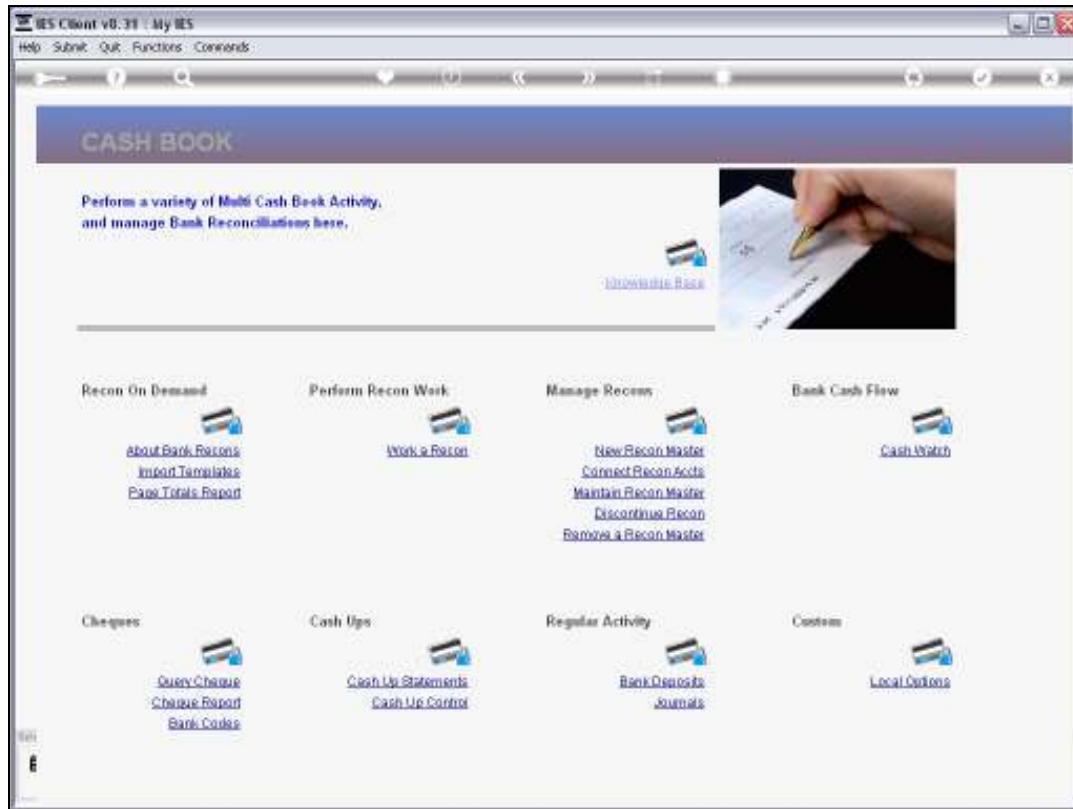 IES Client v8.31 : My IES
Help Submit Quit Functions Commands
CASH BOOK
Perform a variety of Multi Cash Book Activity,
and manage Bank Reconciliations here.
Knowledge Base
Recon On Demand
About Bank Recons
Import Templates
Page Totals Report
Perform Recon Work
Work a Recon
Manage Recons
New Recon Master
Connect Recon Accts
Maintain Recon Master
Discontinue Recon
Remove a Recon Master
Bank Cash Flow
Cash Watch
Cheques
Query Cheque
Cheque Report
Bank Codes
Cash Ups
Cash Up Statements
Cash Up Control
Regular Activity
Bank Deposits
Journals
Custom
Local Options